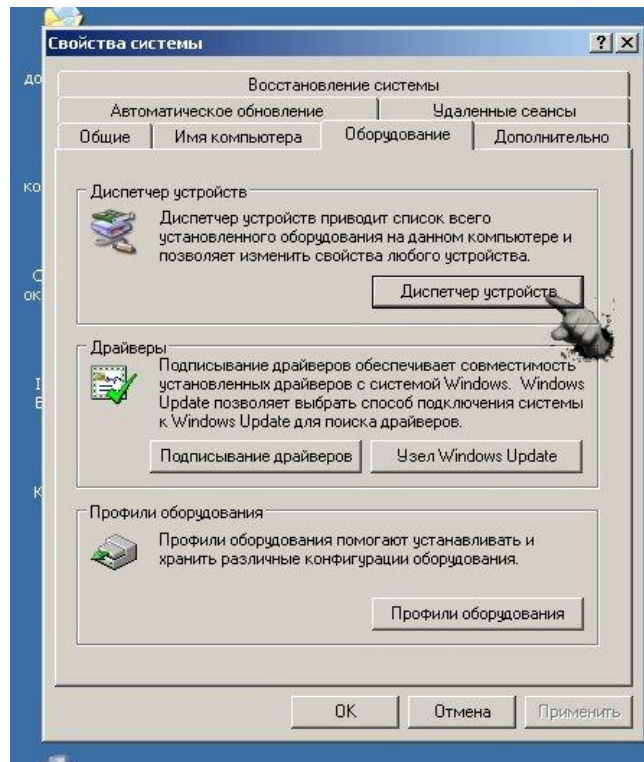 Свойства системы
Восстановление системы
Автоматическое обновление
Удаленные сеансы
Общие
Имя компьютера
Оборудование
Дополнительно
Диспетчер устройств
Диспетчер устройств приводит список всего
установленного оборудования на данном компьютере и
позволяет изменить свойства любого устройства.
Диспетчер устройств
Драйверы
Подписывание драйверов обеспечивает совместимость
установленных драйверов с системой Windows. Windows
Update позволяет выбрать способ подключения системы
к Windows Update для поиска драйверов.
Подписывание драйверов
Узел Windows Update
Профили оборудования
Профили оборудования помогают устанавливать и
хранить различные конфигурации оборудования.
Профили оборудования
OK
Отмена
Применить